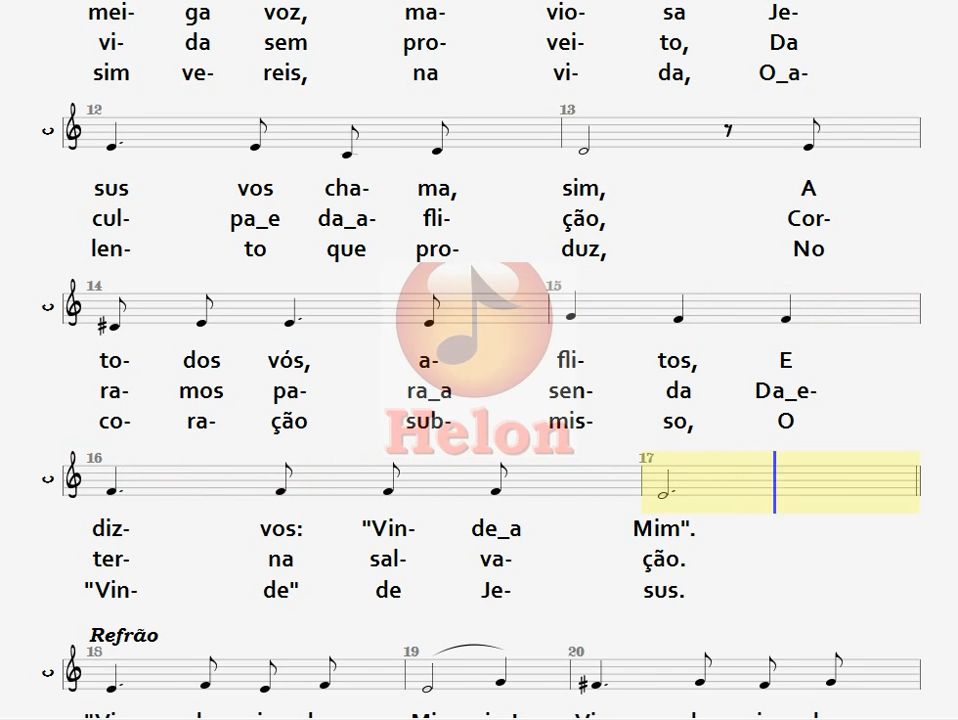 mei- ga voz, ma- vio- sa Je-
vi- da sem pro- vei- to, Da
sim ve- reis, na vi- da, O_a-
12 13
sus vos cha- ma, sim, A
cul- pa_e da_a- fli- ção, Cor-
len- to que pro- duz, No
14 15
to- dos vós, a- fli- tos, E
ra- mos pa- ra_a sen- da Da_e-
co- ra- ção sub- mis- so, O
Helon
16 17
diz- vos: "Vin- de_a Mim".
ter- na sal- va- ção.
"Vin- de" de Je- sus.
Refrão
18 19 20